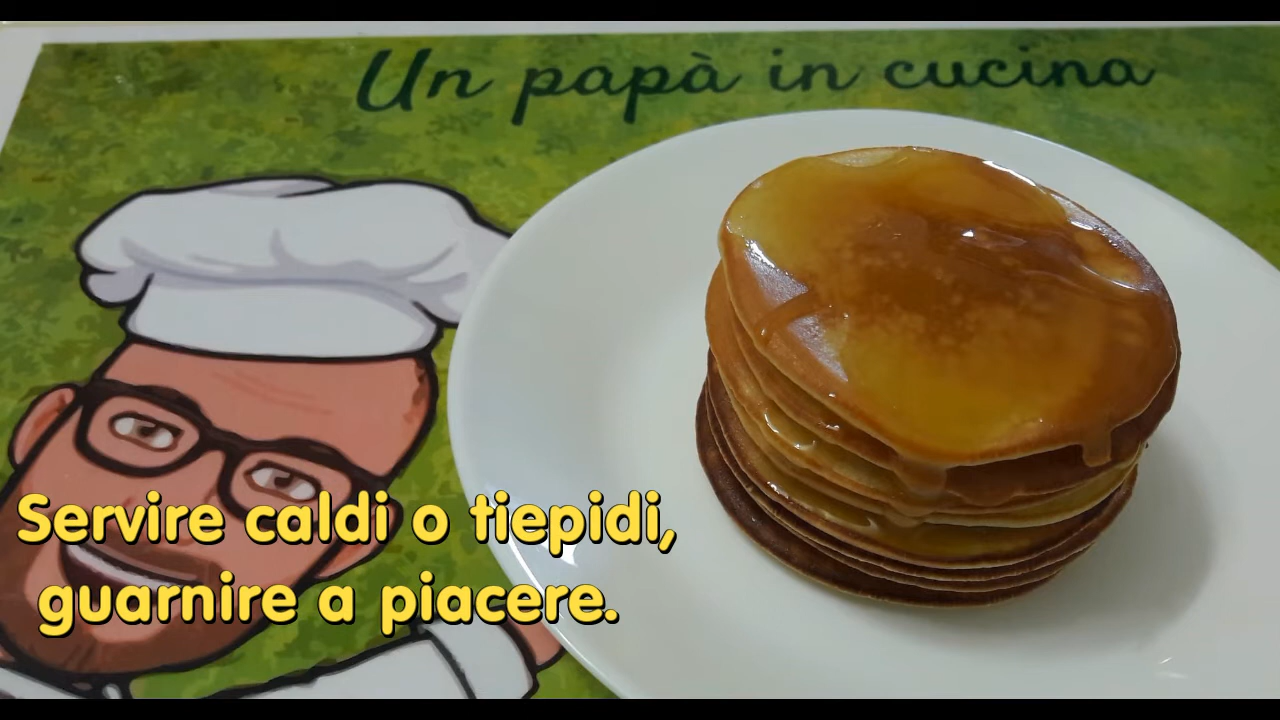 Un papà in cucina
Servire caldi o tiepidi,
guarnire a piacere.